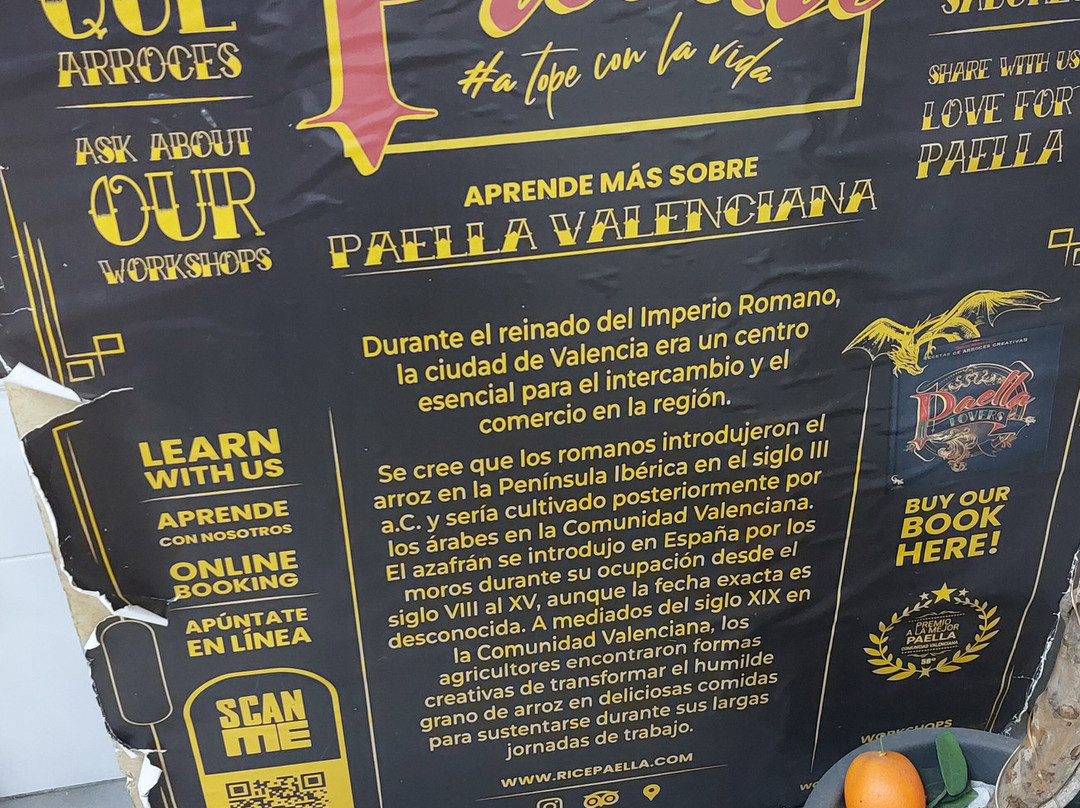 QUÉ
ARROCES
ASK ABOUT
OUR
WORKSHOPS
#a tope con la vida
SHARE WITH US
LOVE FOR
PAELLA
APRENDE MÁS SOBRE
PAELLA VALENCIANA
Durante el reinado del Imperio Romano,
la ciudad de Valencia era un centro
esencial para el intercambio y el
comercio en la región.
Se cree que los romanos introdujeron el
arroz en la Península Ibérica en el siglo III
a.C. y sería cultivado posteriormente por
los árabes en la Comunidad Valenciana.
El azafrán se introdujo en España por los
moros durante su ocupación desde el
siglo VIII al XV, aunque la fecha exacta es
desconocida. A mediados del siglo XIX en
la Comunidad Valenciana, los
agricultores encontraron formas
creativas de transformar el humilde
grano de arroz en deliciosas comidas
para sustentarse durante sus largas
jornadas de trabajo.
WWW.RICEPAELLA.COM
LEARN
WITH US
APRENDE
CON NOSOTROS
ONLINE
BOOKING
APÚNTATE
EN LÍNEA
SCAN
ME
RECETAS DE ARROCES CREATIVAS
Paella
LOVERS
BUY OUR
BOOK
HERE!
PREMIO
A LA MEJOR
PAELLA
COMUNIDAD VALENCIANA
58º
WORKSHOPS